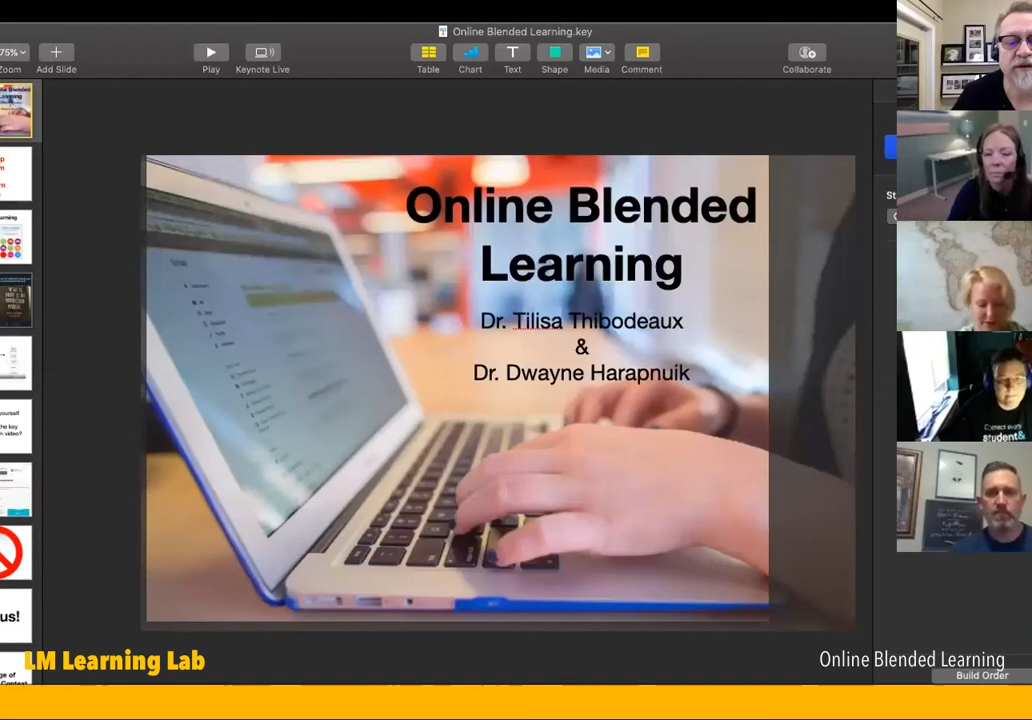 Online Blended Learning.key
75%
Zoom
Add Slide
Play
Keynote Live
Table
Chart
Text
Shape
Media
Comment
Collaborate
Online Blended
Learning
Dr. Tilisa Thibodeaux
&
Dr. Dwayne Harapnuik
us!
student&
LM Learning Lab
Online Blended Learning
Build Order